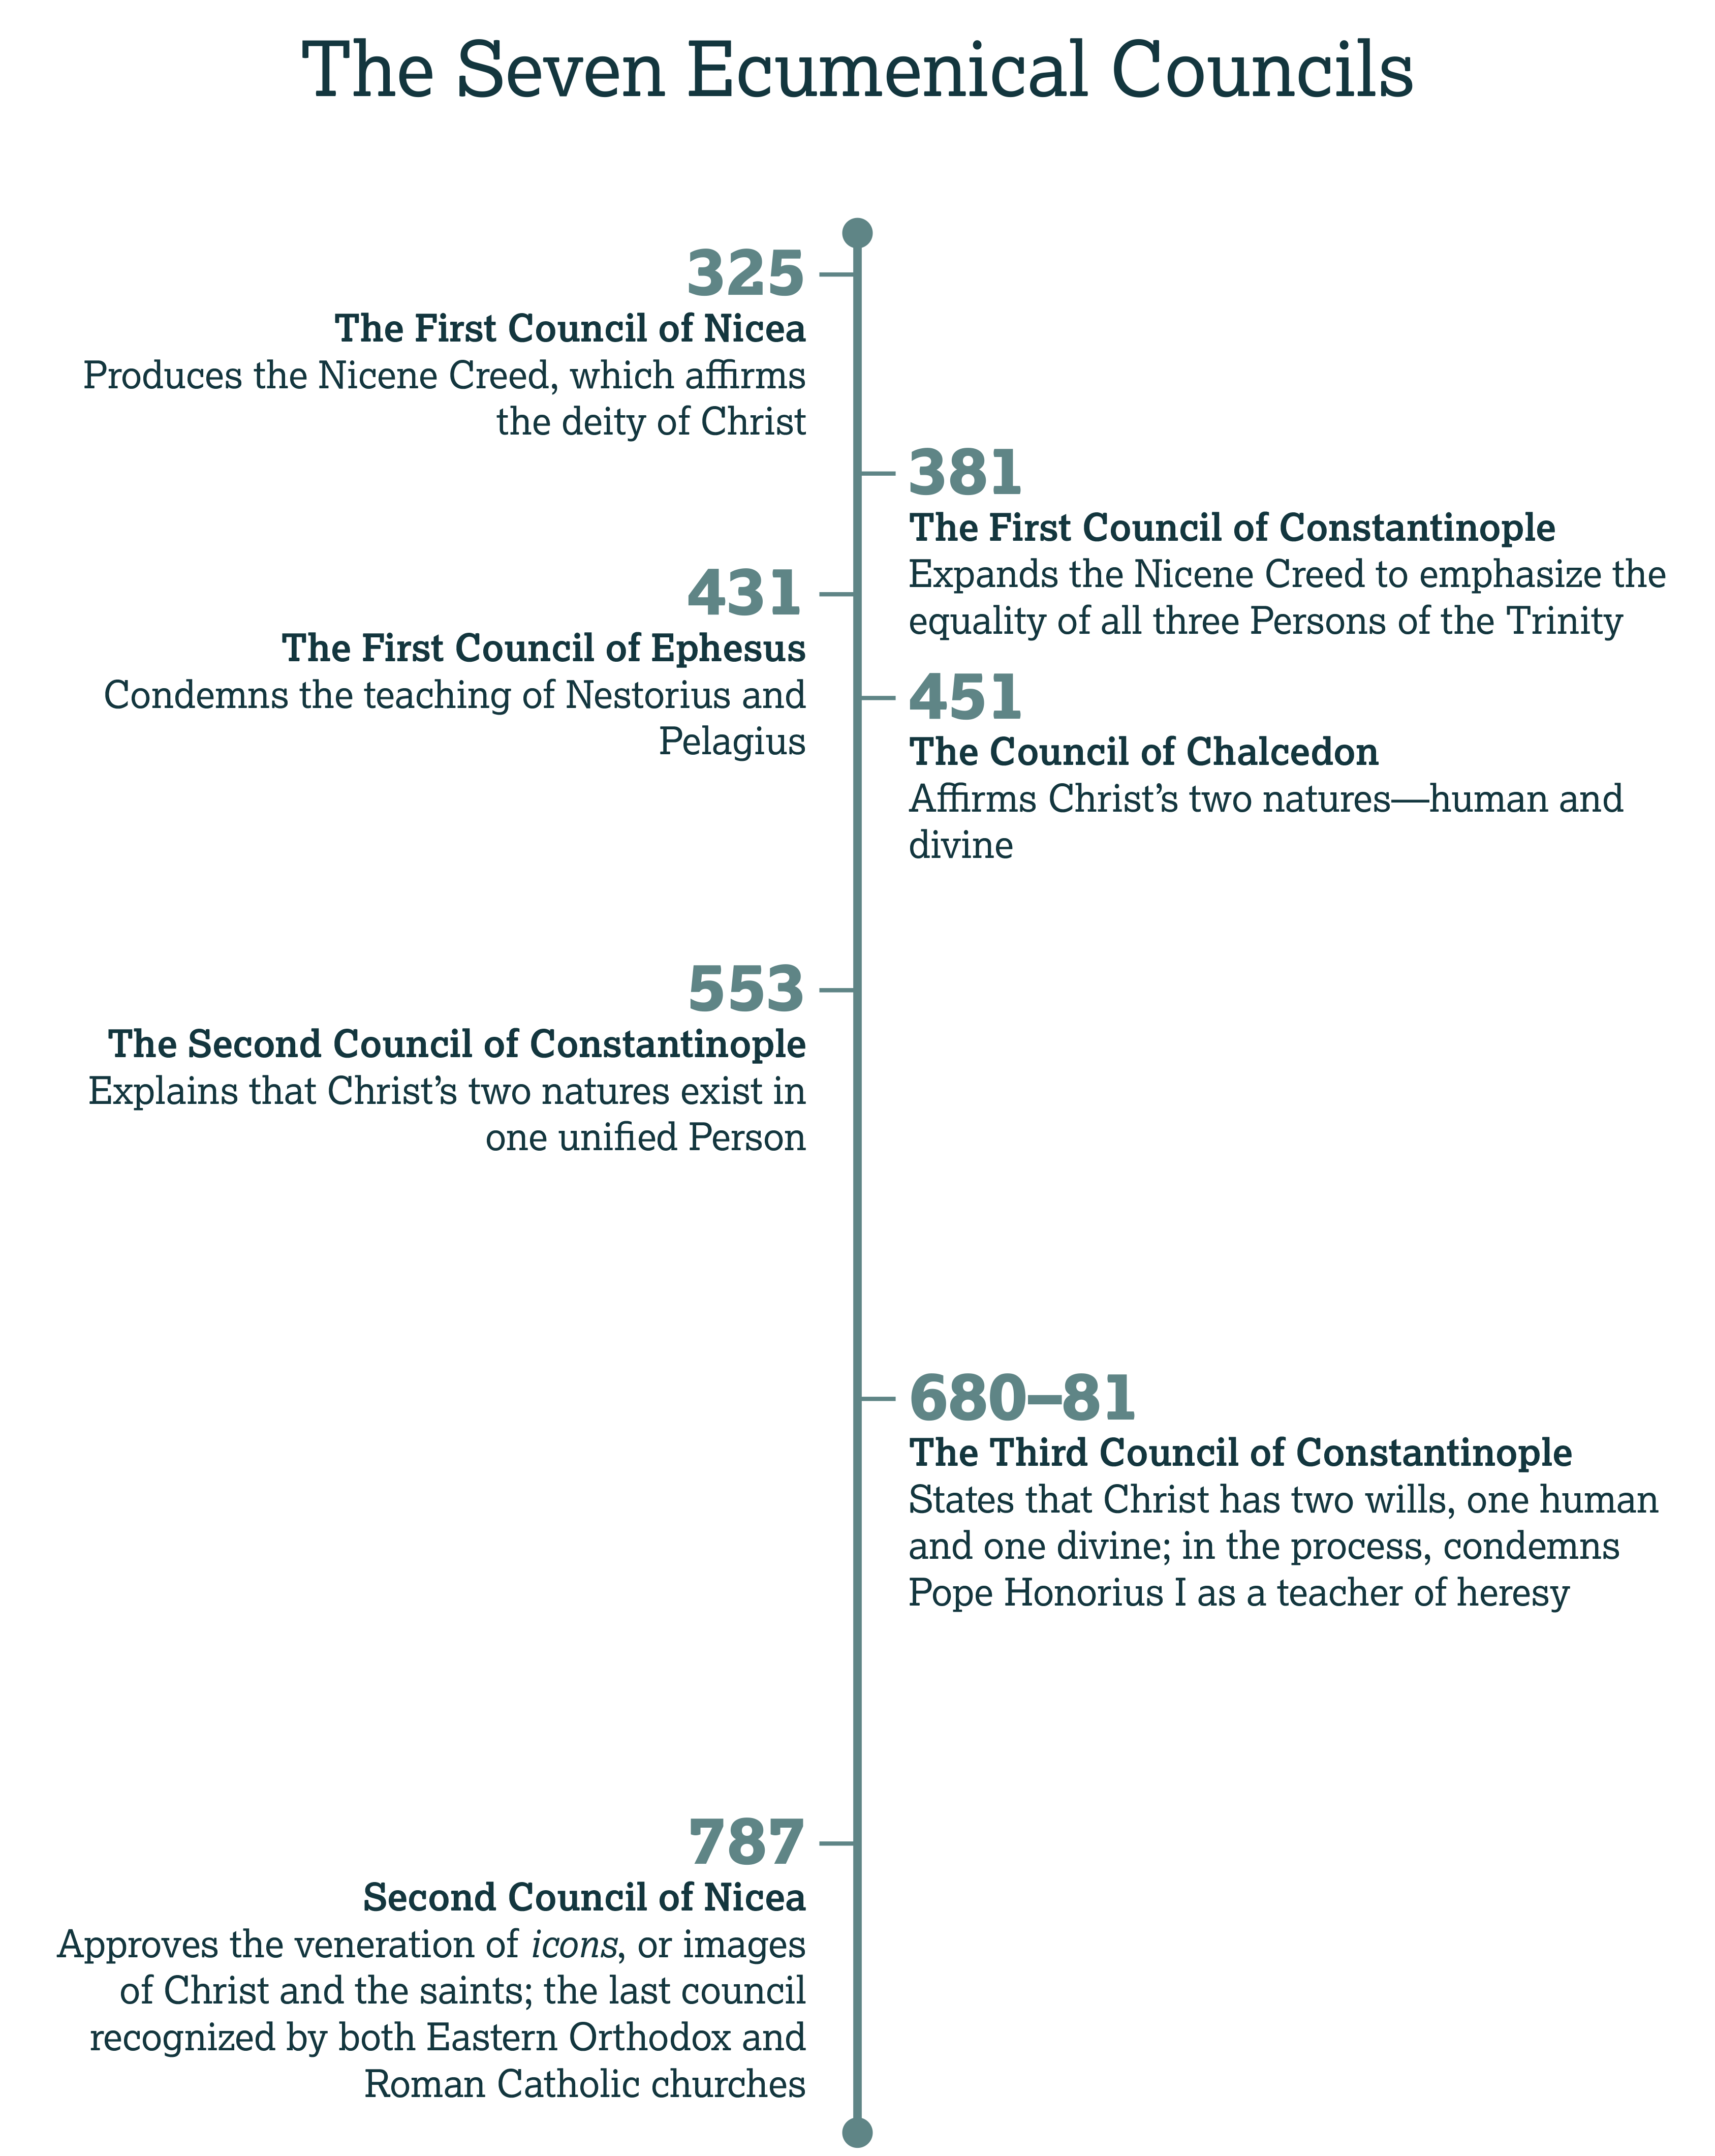 The Seven Ecumenical Councils
325
The First Council of Nicea
Produces the Nicene Creed, which affirms
the deity of Christ
381
The First Council of Constantinople
Expands the Nicene Creed to emphasize the
equality of all three Persons of the Trinity
431
The First Council of Ephesus
Condemns the teaching of Nestorius and
Pelagius
451
The Council of Chalcedon
Affirms Christ’s two natures—human and
divine
553
The Second Council of Constantinople
Explains that Christ’s two natures exist in
one unified Person
680–81
The Third Council of Constantinople
States that Christ has two wills, one human
and one divine; in the process, condemns
Pope Honorius I as a teacher of heresy
787
Second Council of Nicea
Approves the veneration of icons, or images
of Christ and the saints; the last council
recognized by both Eastern Orthodox and
Roman Catholic churches